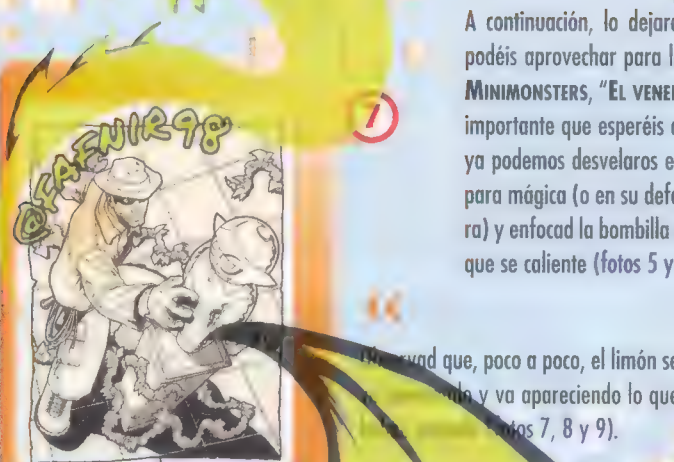 @FAFNIR98
7
A continuación, lo dejare
podéis aprovechar para l
MINIMONSTERS, "EL VENE
importante que esperéis
ya podemos desvelaros e
para mágica (o en su defe
ra) y enfocad la bombilla
que se caliente (fotos 5 y
que, poco a poco, el limón se
y va apareciendo lo que
7, 8 y 9).